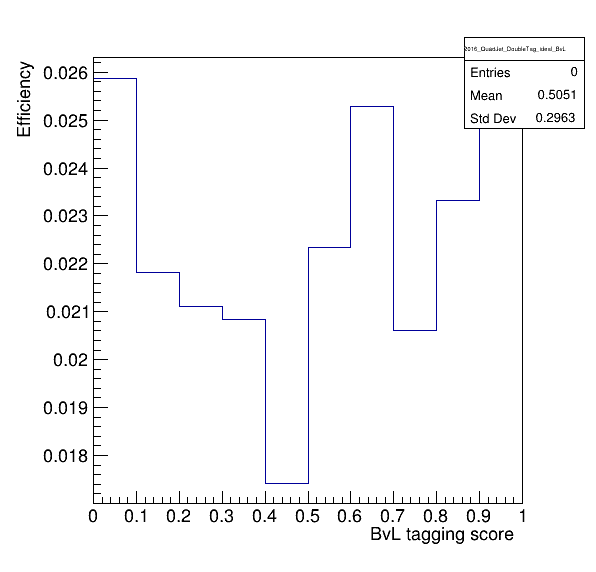 2016_QuadJet_DoubleTag_ideal_BvL
Entries 0
Mean 0.5051
Std Dev 0.2963
Efficiency
0.026
0.025
0.024
0.023
0.022
0.021
0.02
0.019
0.018
0 0.1 0.2 0.3 0.4 0.5 0.6 0.7 0.8 0.9 1
BvL tagging score